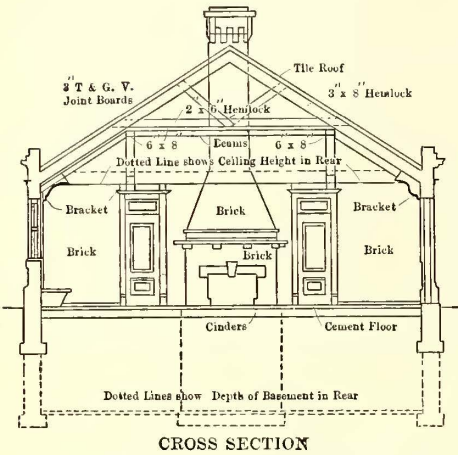 Tile Roof
3" T & G. V.
Joint Boards
3" x 8" Hemlock
2 x 6" Hemlock
6 x 8"
Beams
6 x 8"
Dotted Line shows Ceiling Height in Rear
Bracket
Brick
Bracket
Brick
Brick
Brick
Cinders
Cement Floor
Dotted Lines show Depth of Basement in Rear
CROSS SECTION